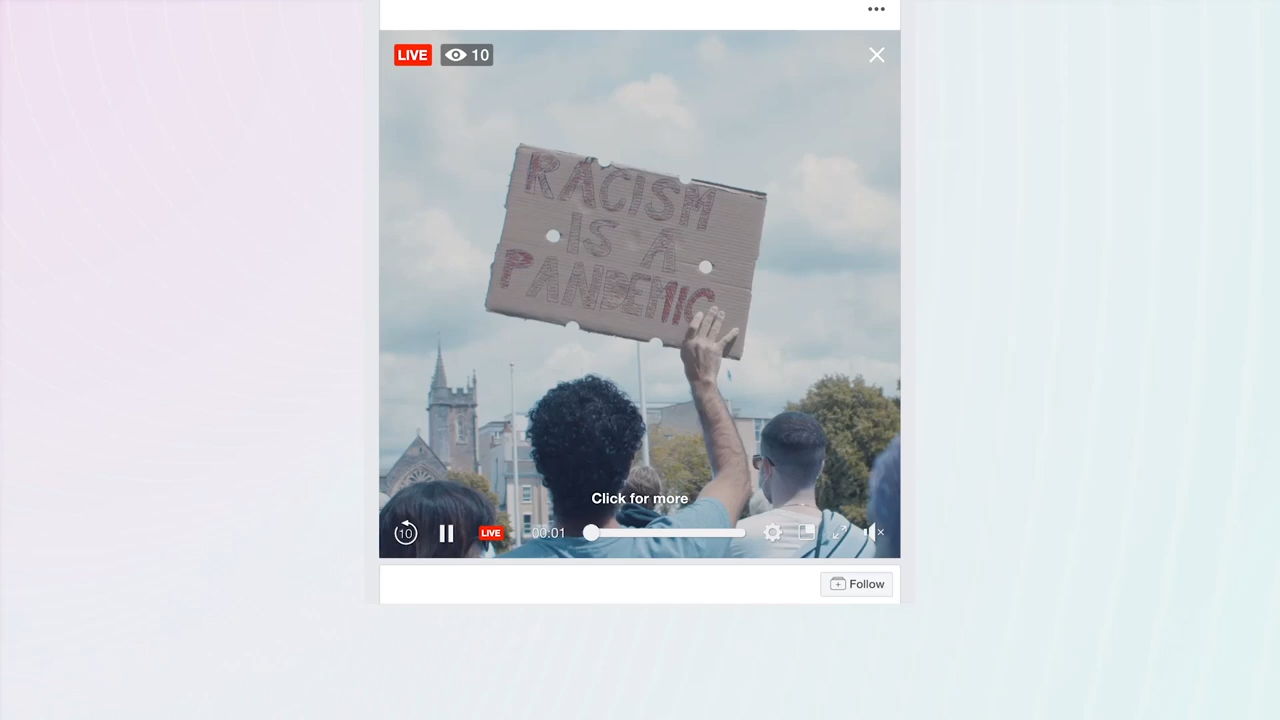 LIVE 10
RACISM
IS A
PANDEMIC
Click for more
10 LIVE 00:01
Follow